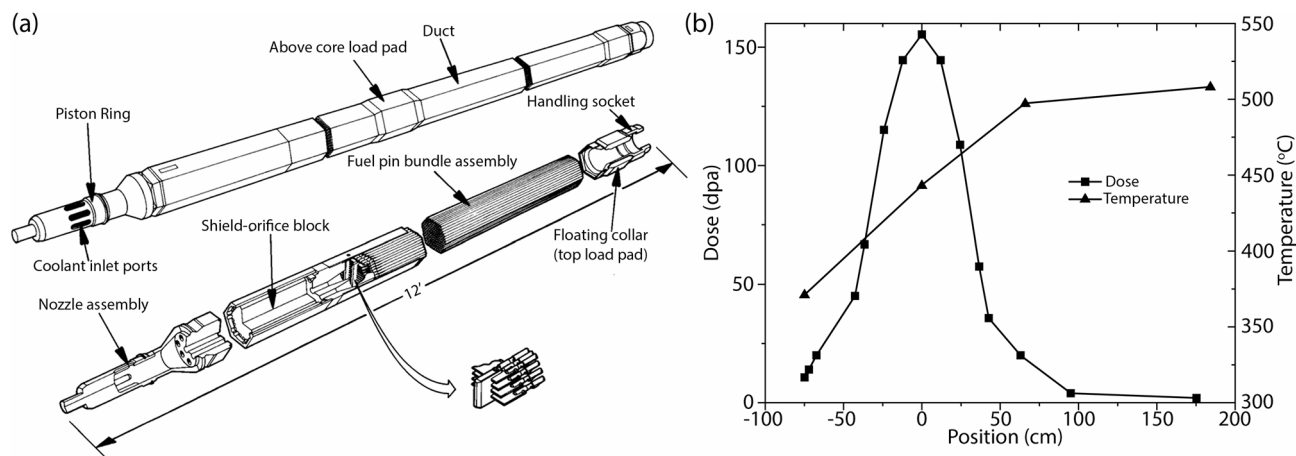 (a)
Duct
Above core load pad
Piston Ring
Handling socket
Fuel pin bundle assembly
Shield-orifice block
Floating collar
(top load pad)
Coolant inlet ports
Nozzle assembly
12'
(b)
150
100
50
0
Dose (dpa)
-100
-50
0
50
100
150
200
Position (cm)
550
500
450
400
350
300
Temperature (°C)
Dose
Temperature